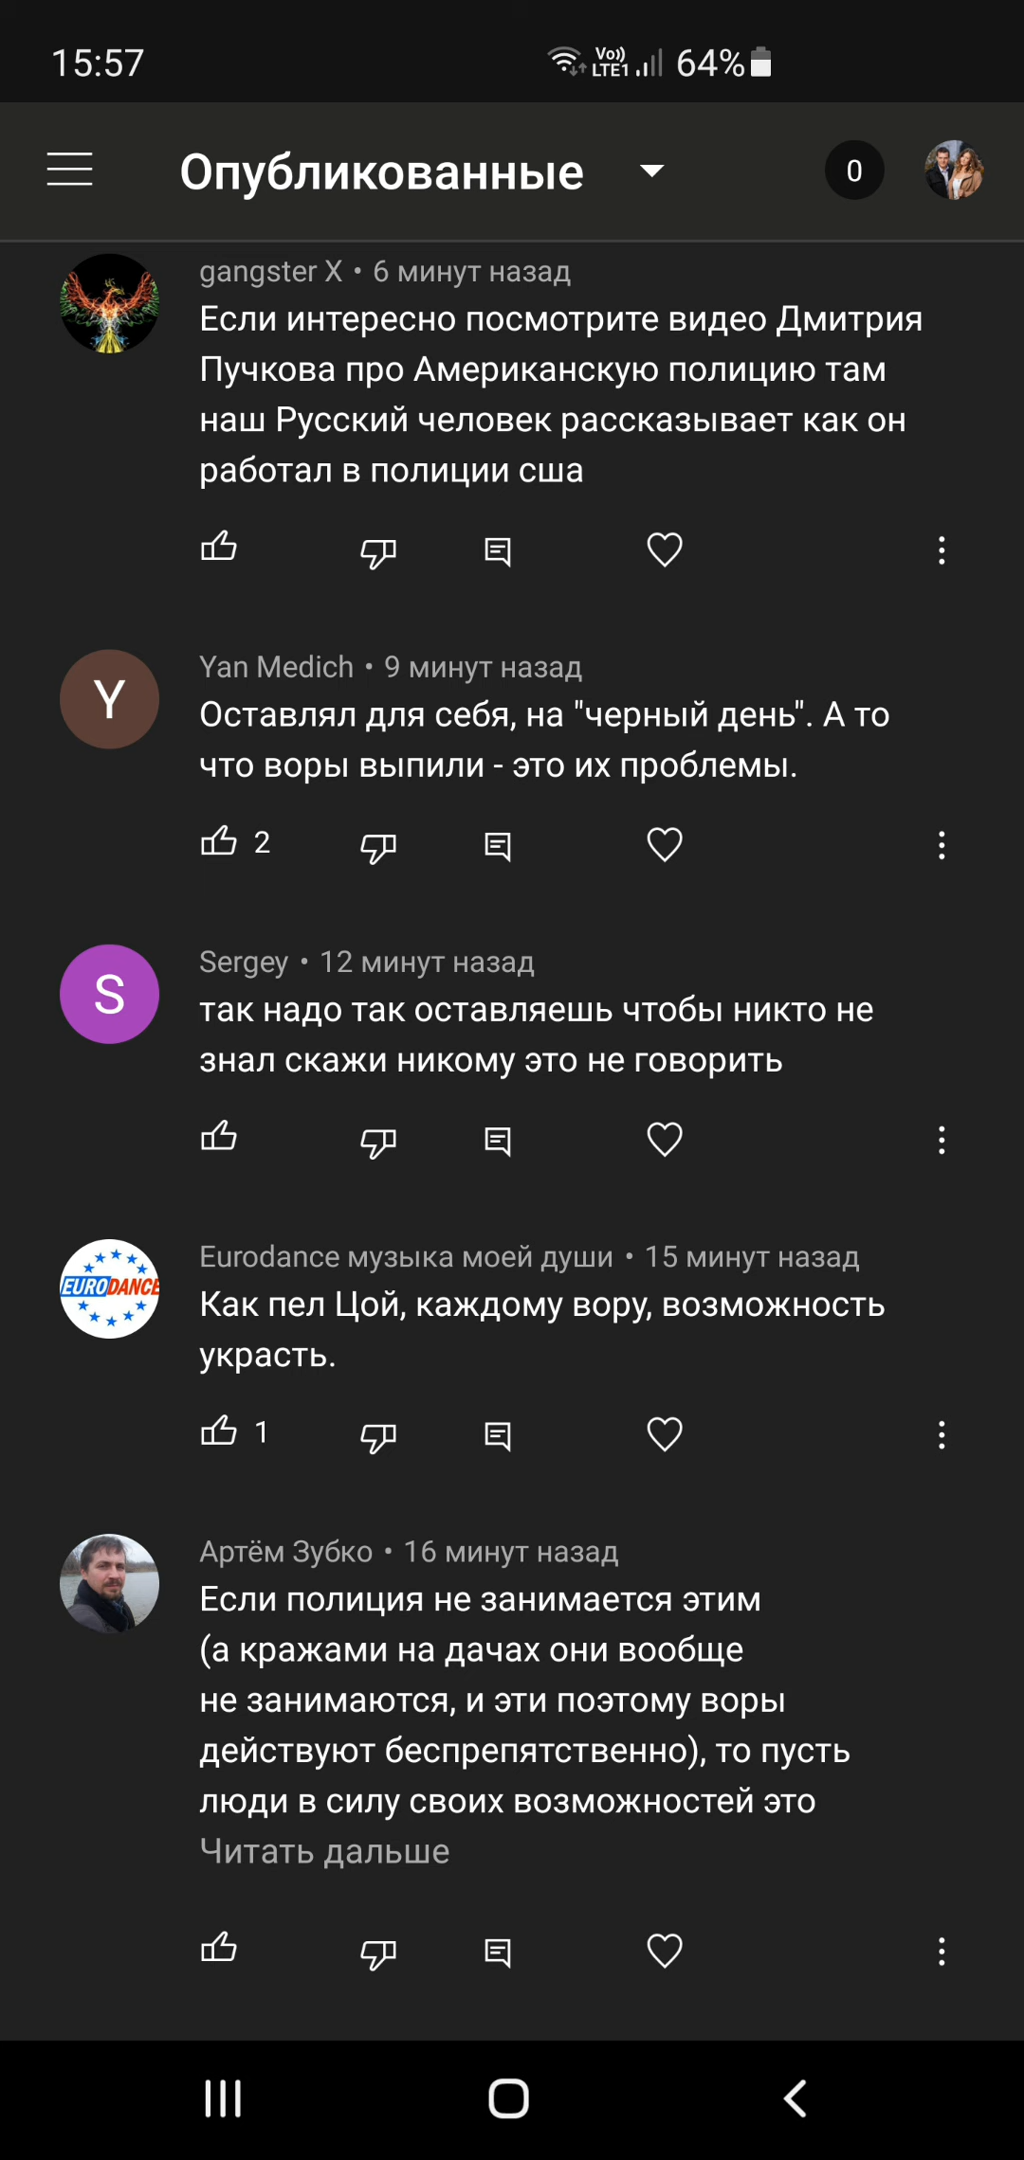 15:57
Vo)) LTE1 64%
Опубликованные
0
gangster X • 6 минут назад
Если интересно посмотрите видео Дмитрия
Пучкова про Американскую полицию там
наш Русский человек рассказывает как он
работал в полиции сша
Y
Yan Medich • 9 минут назад
Оставлял для себя, на "черный день". А то
что воры выпили - это их проблемы.
2
S
Sergey • 12 минут назад
так надо так оставляешь чтобы никто не
знал скажи никому это не говорить
EURODANCE
Eurodance музыка моей души • 15 минут назад
Как пел Цой, каждому вору, возможность
украсть.
1
Артём Зубко • 16 минут назад
Если полиция не занимается этим
(а кражами на дачах они вообще
не занимаются, и эти поэтому воры
действуют беспрепятственно), то пусть
люди в силу своих возможностей это
Читать дальше